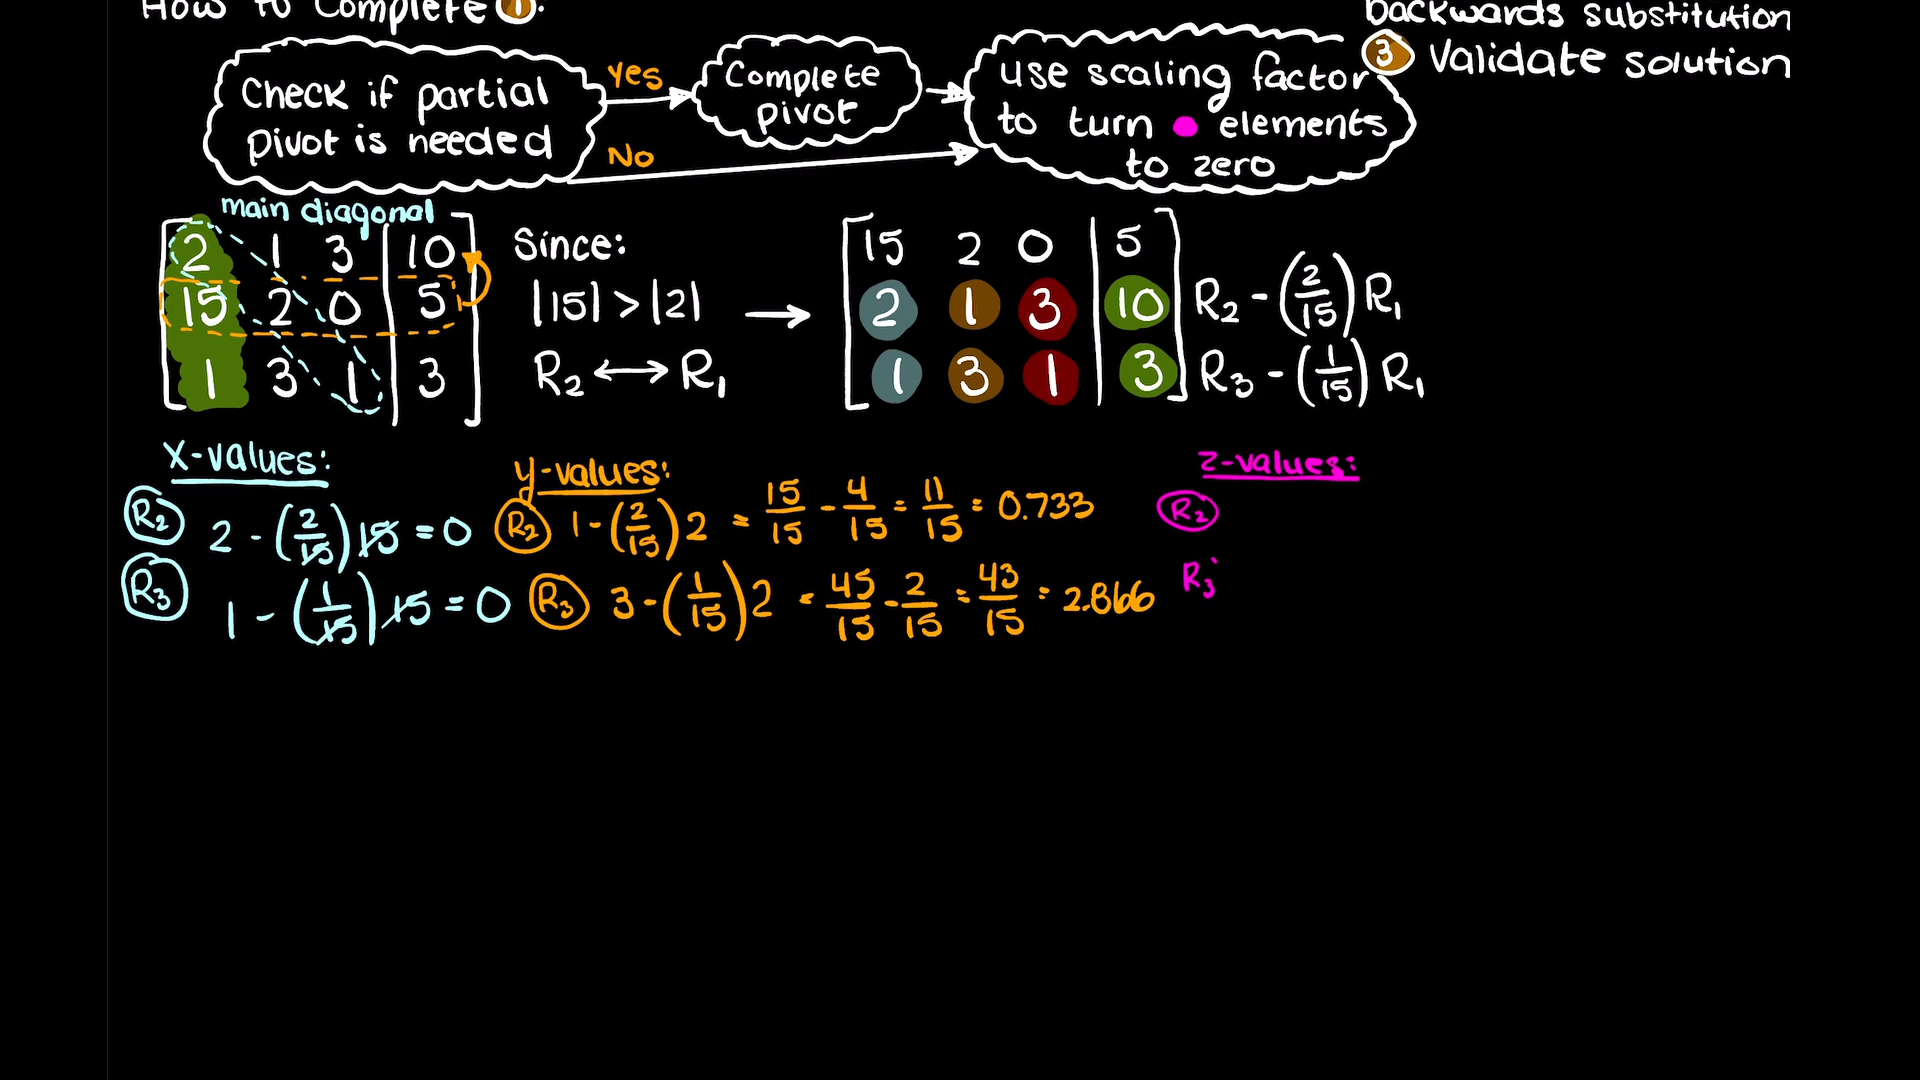 How to Complete 1.
backwards substitution
3 Validate solution
Check if partial pivot is needed
Yes
No
Complete pivot
use scaling factor to turn elements to zero
main diagonal
2 1 3 | 10
15 2 0 | 5
1 3 1 | 3
Since:
|15| > |2|
R₂ ↔ R₁
→
15 2 0 | 5
2 1 3 | 10 R₂ - (2/15) R₁
1 3 1 | 3 R₃ - (1/15) R₁
x-values:
R₂ 2 - (2/15) 15 = 0
R₃ 1 - (1/15) 15 = 0
y-values:
R₂ 1 - (2/15) 2 = 15/15 - 4/15 = 11/15 = 0.733
R₃ 3 - (1/15) 2 = 45/15 - 2/15 = 43/15 = 2.866
z-values:
R₂
R₃